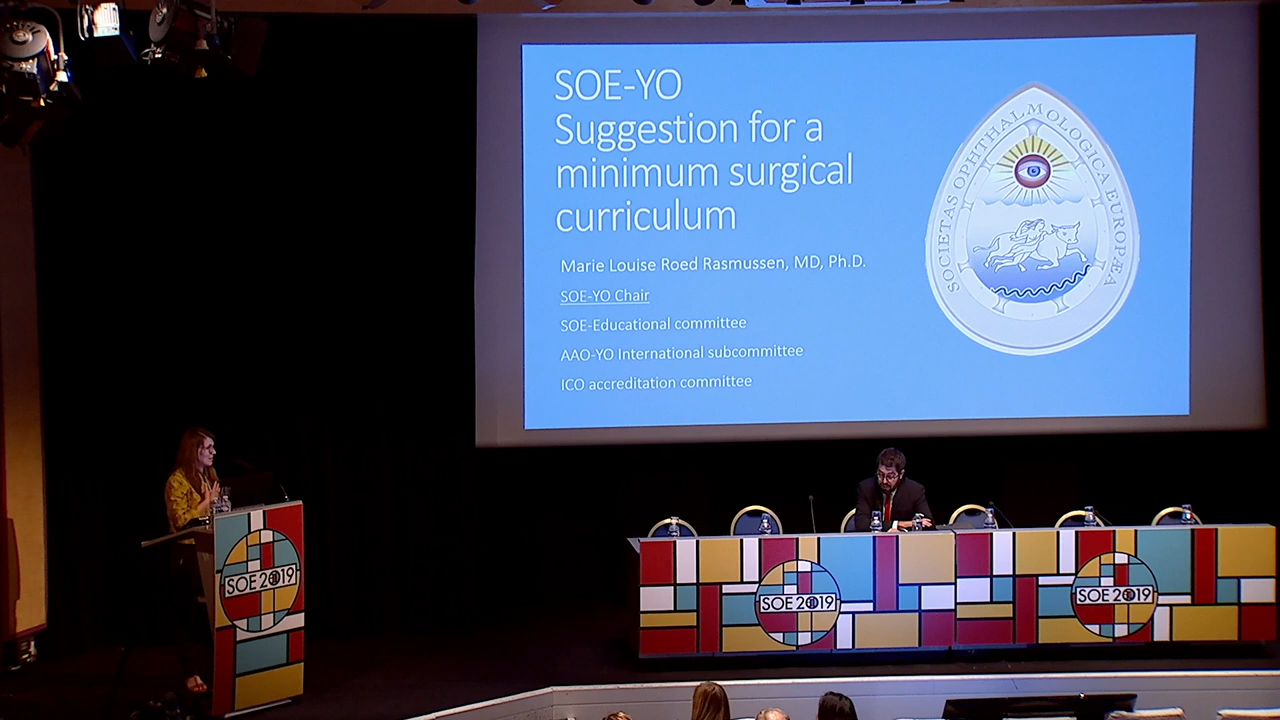 SOE-YO
Suggestion for a
minimum surgical
curriculum
Marie Louise Roed Rasmussen, MD, Ph.D.
SOE-YO Chair
SOE-Educational committee
AAO-YO International subcommittee
ICO accreditation committee
SOCIETAS OPHTHALMOLOGICA EUROPÆA
SOE2019
SOE2019
SOE2019